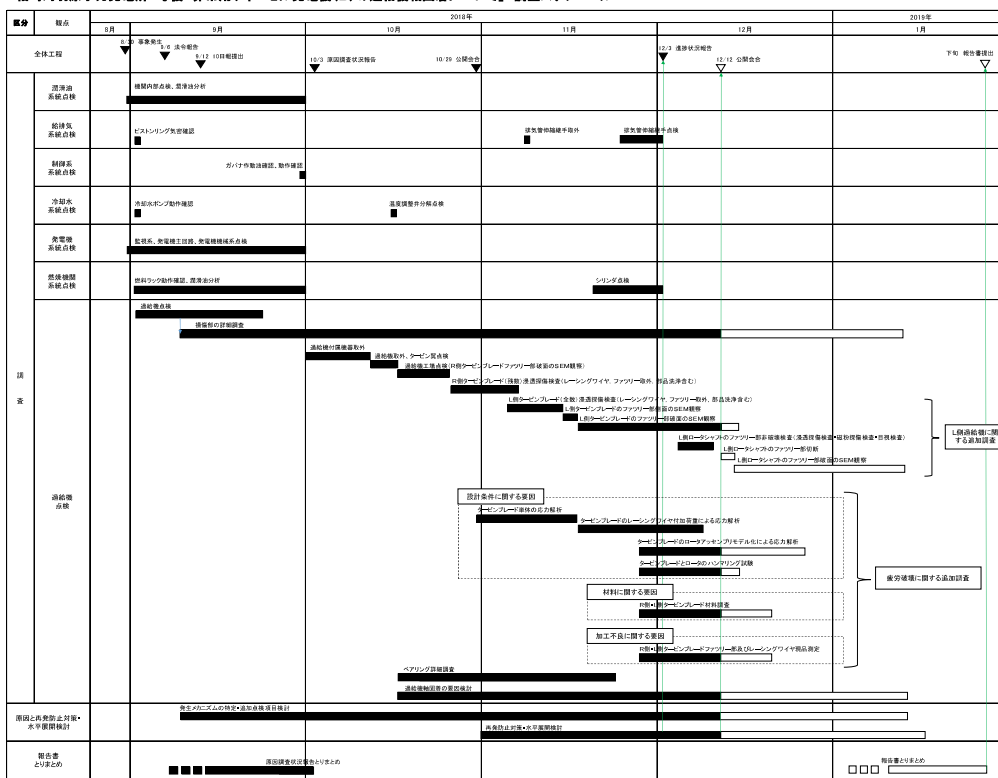 区分
観点
2018年
2019年
8月
9月
10月
11月
12月
1月
全体工程
8/30 事象発生
9/6 法令報告
9/12 10日報提出
10/3 原因調査状況報告
10/29 公開会合
12/3 進捗状況報告
12/12 公開会合
下旬 報告書提出
調
査
潤滑油
系統点検
機関内部点検、潤滑油分析
給排気
系統点検
ピストンリング気密確認
排気管伸縮継手取外
排気管伸縮継手点検
制御系
系統点検
ガバナ作動油確認、動作確認
冷却水
系統点検
冷却水ポンプ動作確認
温度調整弁分解点検
発電機
系統点検
監視系、発電機主回路、発電機機械系点検
燃焼機関
系統点検
燃料ラック動作確認、潤滑油分析
シリンダ点検
過給機
点検
過給機点検
損傷部の詳細調査
過給機付属機器取外
過給機取外、タービン翼点検
過給機工場点検(R側タービンブレードファツリー部破面のSEM観察)
R側タービンブレード(残数)浸透探傷検査(レーシングワイヤ、ファツリー取外、部品洗浄含む)
L側タービンブレード(全数)浸透探傷検査(レーシングワイヤ、ファツリー取外、部品洗浄含む)
L側タービンブレードのファツリー部側面のSEM観察
L側タービンブレードのファツリー部破面のSEM観察
L側ロータシャフトのファツリー部非破壊検査(浸透探傷検査・磁粉探傷検査・目視検査)
L側ロータシャフトのファツリー部切断
L側ロータシャフトのファツリー部破面のSEM観察
L側過給機に関
する追加調査
設計条件に関する要因
タービンブレード単体の応力解析
タービンブレードのレーシングワイヤ付加荷重による応力解析
タービンブレードのロータアッセンブリモデル化による応力解析
タービンブレードとロータのハンマリング試験
疲労破壊に関する追加調査
材料に関する要因
R側・L側タービンブレード材料調査
加工不良に関する要因
R側・L側タービンブレードファツリー部及びレーシングワイヤ現品測定
ベアリング詳細調査
過給機軸固着の要因検討
原因と再発防止対策・
水平展開検討
発生メカニズムの特定・追加点検項目検討
再発防止対策・水平展開検討
報告書
とりまとめ
原因調査状況報告とりまとめ
報告書とりまとめ